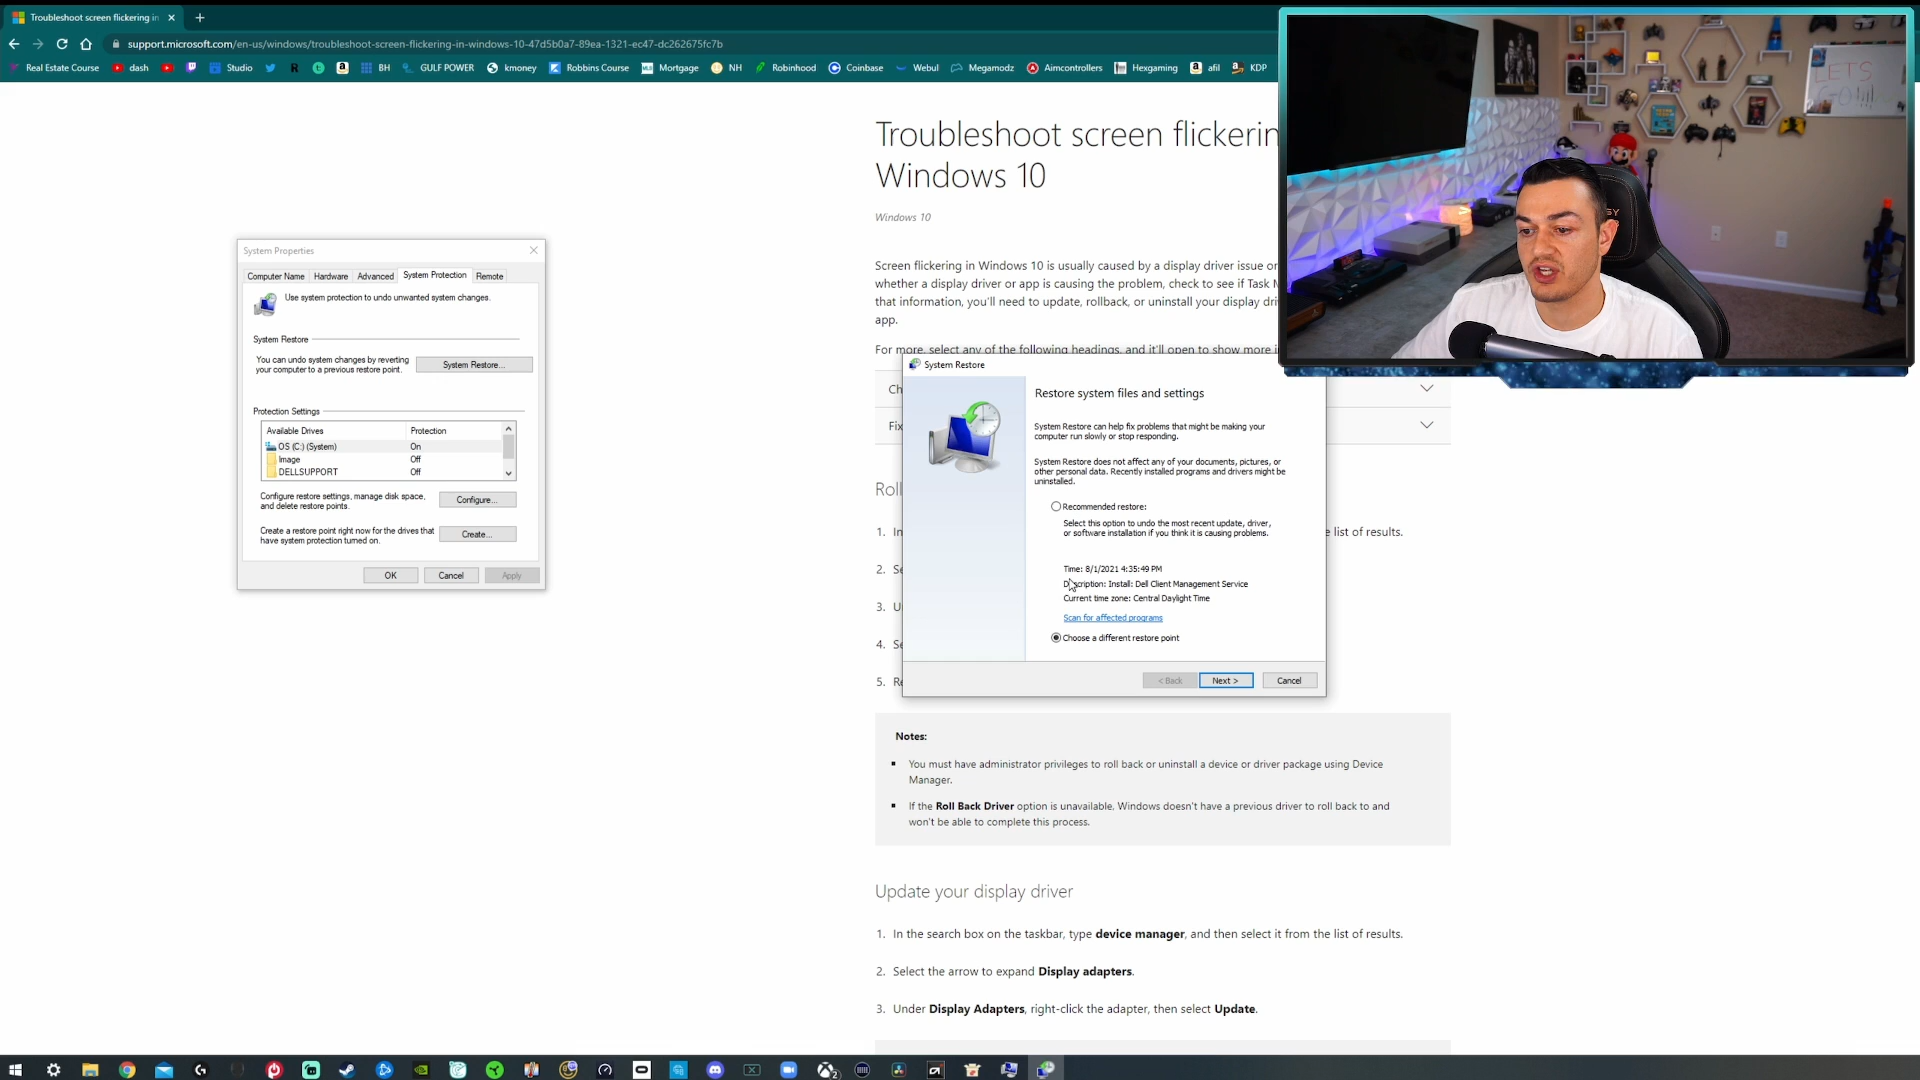 Troubleshoot screen flickering in
support.microsoft.com/en-us/windows/troubleshoot-screen-flickering-in-windows-10-47d5b0a7-89ea-1321-ec47-dc262675fc7b
Real Estate Course dash Studio BH GULF POWER kmoney Robbins Course Mortgage NH Robinhood Coinbase Webul Megamodz Aimcontrollers Hexgaming afil KDP
LETS
GO!!!!
Troubleshoot screen flickerin
Windows 10
Windows 10
Screen flickering in Windows 10 is usually caused by a display driver issue or
whether a display driver or app is causing the problem, check to see if Task M
that information, you'll need to update, rollback, or uninstall your display dri
app.
For more, select any of the following headings, and it'll open to show more i
Ch
Fix
Roll
1. In
e list of results.
2. Se
3. U
4. Se
5. Re
System Properties
Computer Name Hardware Advanced System Protection Remote
Use system protection to undo unwanted system changes.
System Restore
You can undo system changes by reverting
your computer to a previous restore point.
System Restore...
Protection Settings
Available Drives Protection
OS (C:) (System) On
Image Off
DELLSUPPORT Off
Configure restore settings, manage disk space,
and delete restore points.
Configure...
Create a restore point right now for the drives that
have system protection turned on.
Create...
OK Cancel Apply
System Restore
Restore system files and settings
System Restore can help fix problems that might be making your
computer run slowly or stop responding.
System Restore does not affect any of your documents, pictures, or
other personal data. Recently installed programs and drivers might be
uninstalled.
Recommended restore:
Select this option to undo the most recent update, driver,
or software installation if you think it is causing problems.
Time: 8/1/2021 4:35:49 PM
Description: Install: Dell Client Management Service
Current time zone: Central Daylight Time
Scan for affected programs
Choose a different restore point
< Back Next > Cancel
Notes:
You must have administrator privileges to roll back or uninstall a device or driver package using Device
Manager.
If the Roll Back Driver option is unavailable, Windows doesn't have a previous driver to roll back to and
won't be able to complete this process.
Update your display driver
1. In the search box on the taskbar, type device manager, and then select it from the list of results.
2. Select the arrow to expand Display adapters.
3. Under Display Adapters, right-click the adapter, then select Update.